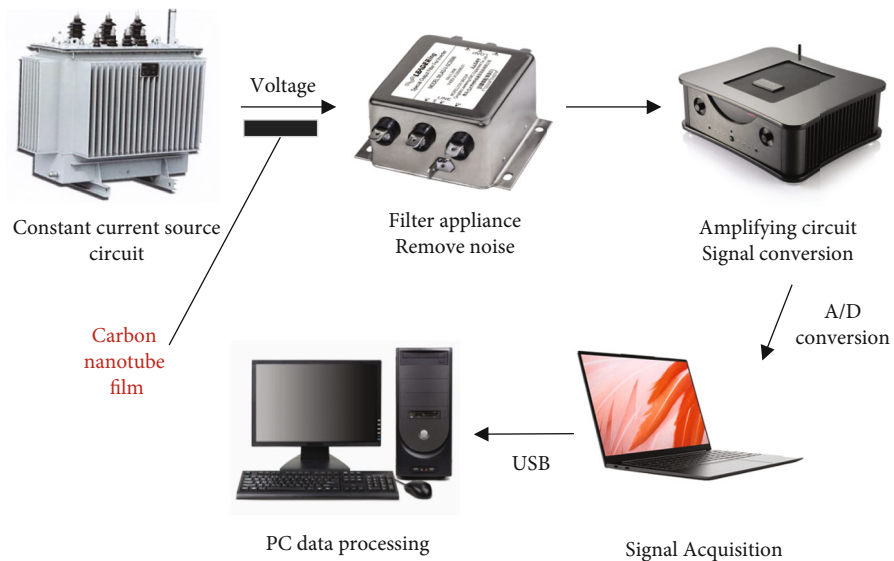 Voltage
Constant current source
circuit
LEADERing
Filter appliance
Remove noise
Amplifying circuit
Signal conversion
A/D
conversion
Carbon
nanotube
film
USB
PC data processing
Signal Acquisition